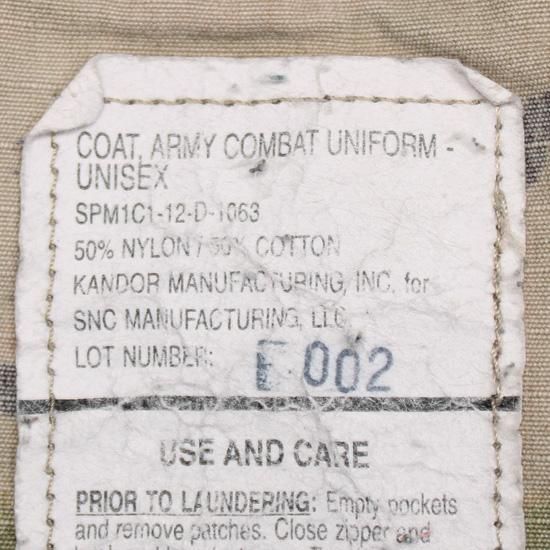 COAT, ARMY COMBAT UNIFORM -
UNISEX
SPM1C1-12-D-1063
50% NYLON / 50% COTTON
KANDOR MANUFACTURING, INC. for
SNC MANUFACTURING, LLC
LOT NUMBER: E 002
USE AND CARE
PRIOR TO LAUNDERING: Empty pockets
and remove patches. Close zipper and